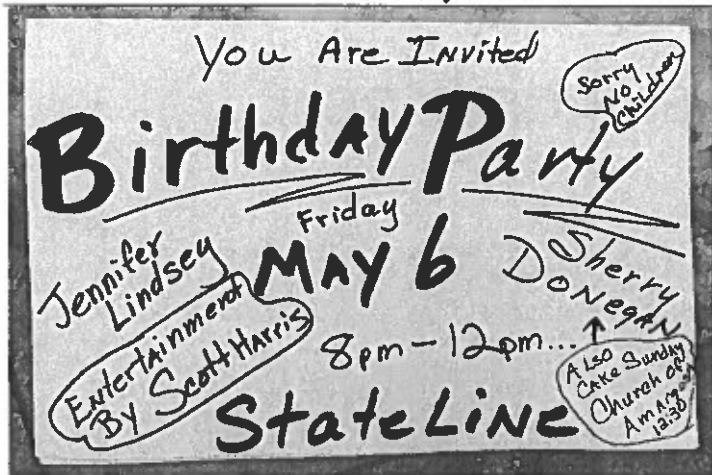 You Are Invited
Sorry
No
Children
Birthday Party
Friday
May 6
Jennifer
Lindsey
Sherry
Donegan
Entertainment
By Scott Harris
8pm-12pm...
Also
Cake Sunday
Church of
Amargosa
12:30
StateLine